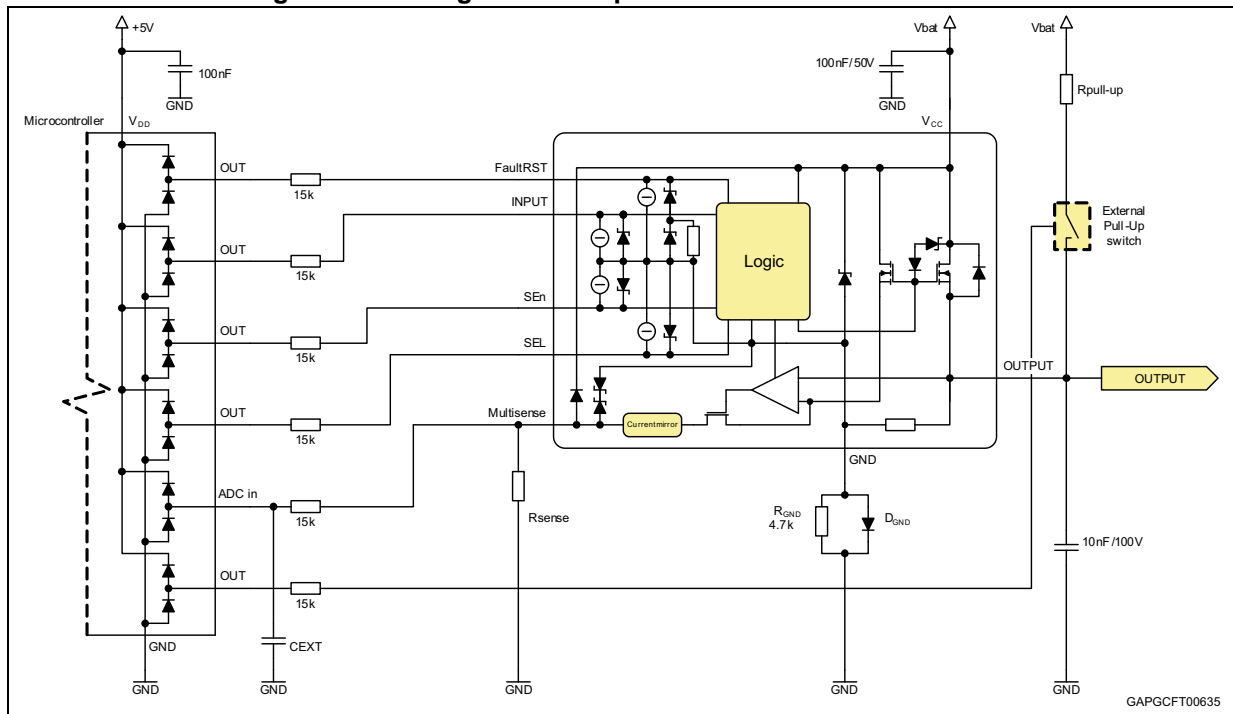 +5V
Vbat
Vbat
100nF
100nF/50V
GND
GND
Rpull-up
Microcontroller
VDD
VCC
OUT
15k
FaultRST
INPUT
OUT
15k
External
Pull-Up
switch
Logic
SEn
OUT
15k
SEL
OUTPUT
OUTPUT
OUT
15k
Multisense
Currentmirror
GND
ADC in
15k
Rsense
RGND
4.7k
DGND
10nF/100V
OUT
15k
GND
CEXT
GND
GND
GND
GND
GND
GAPGCFT00635